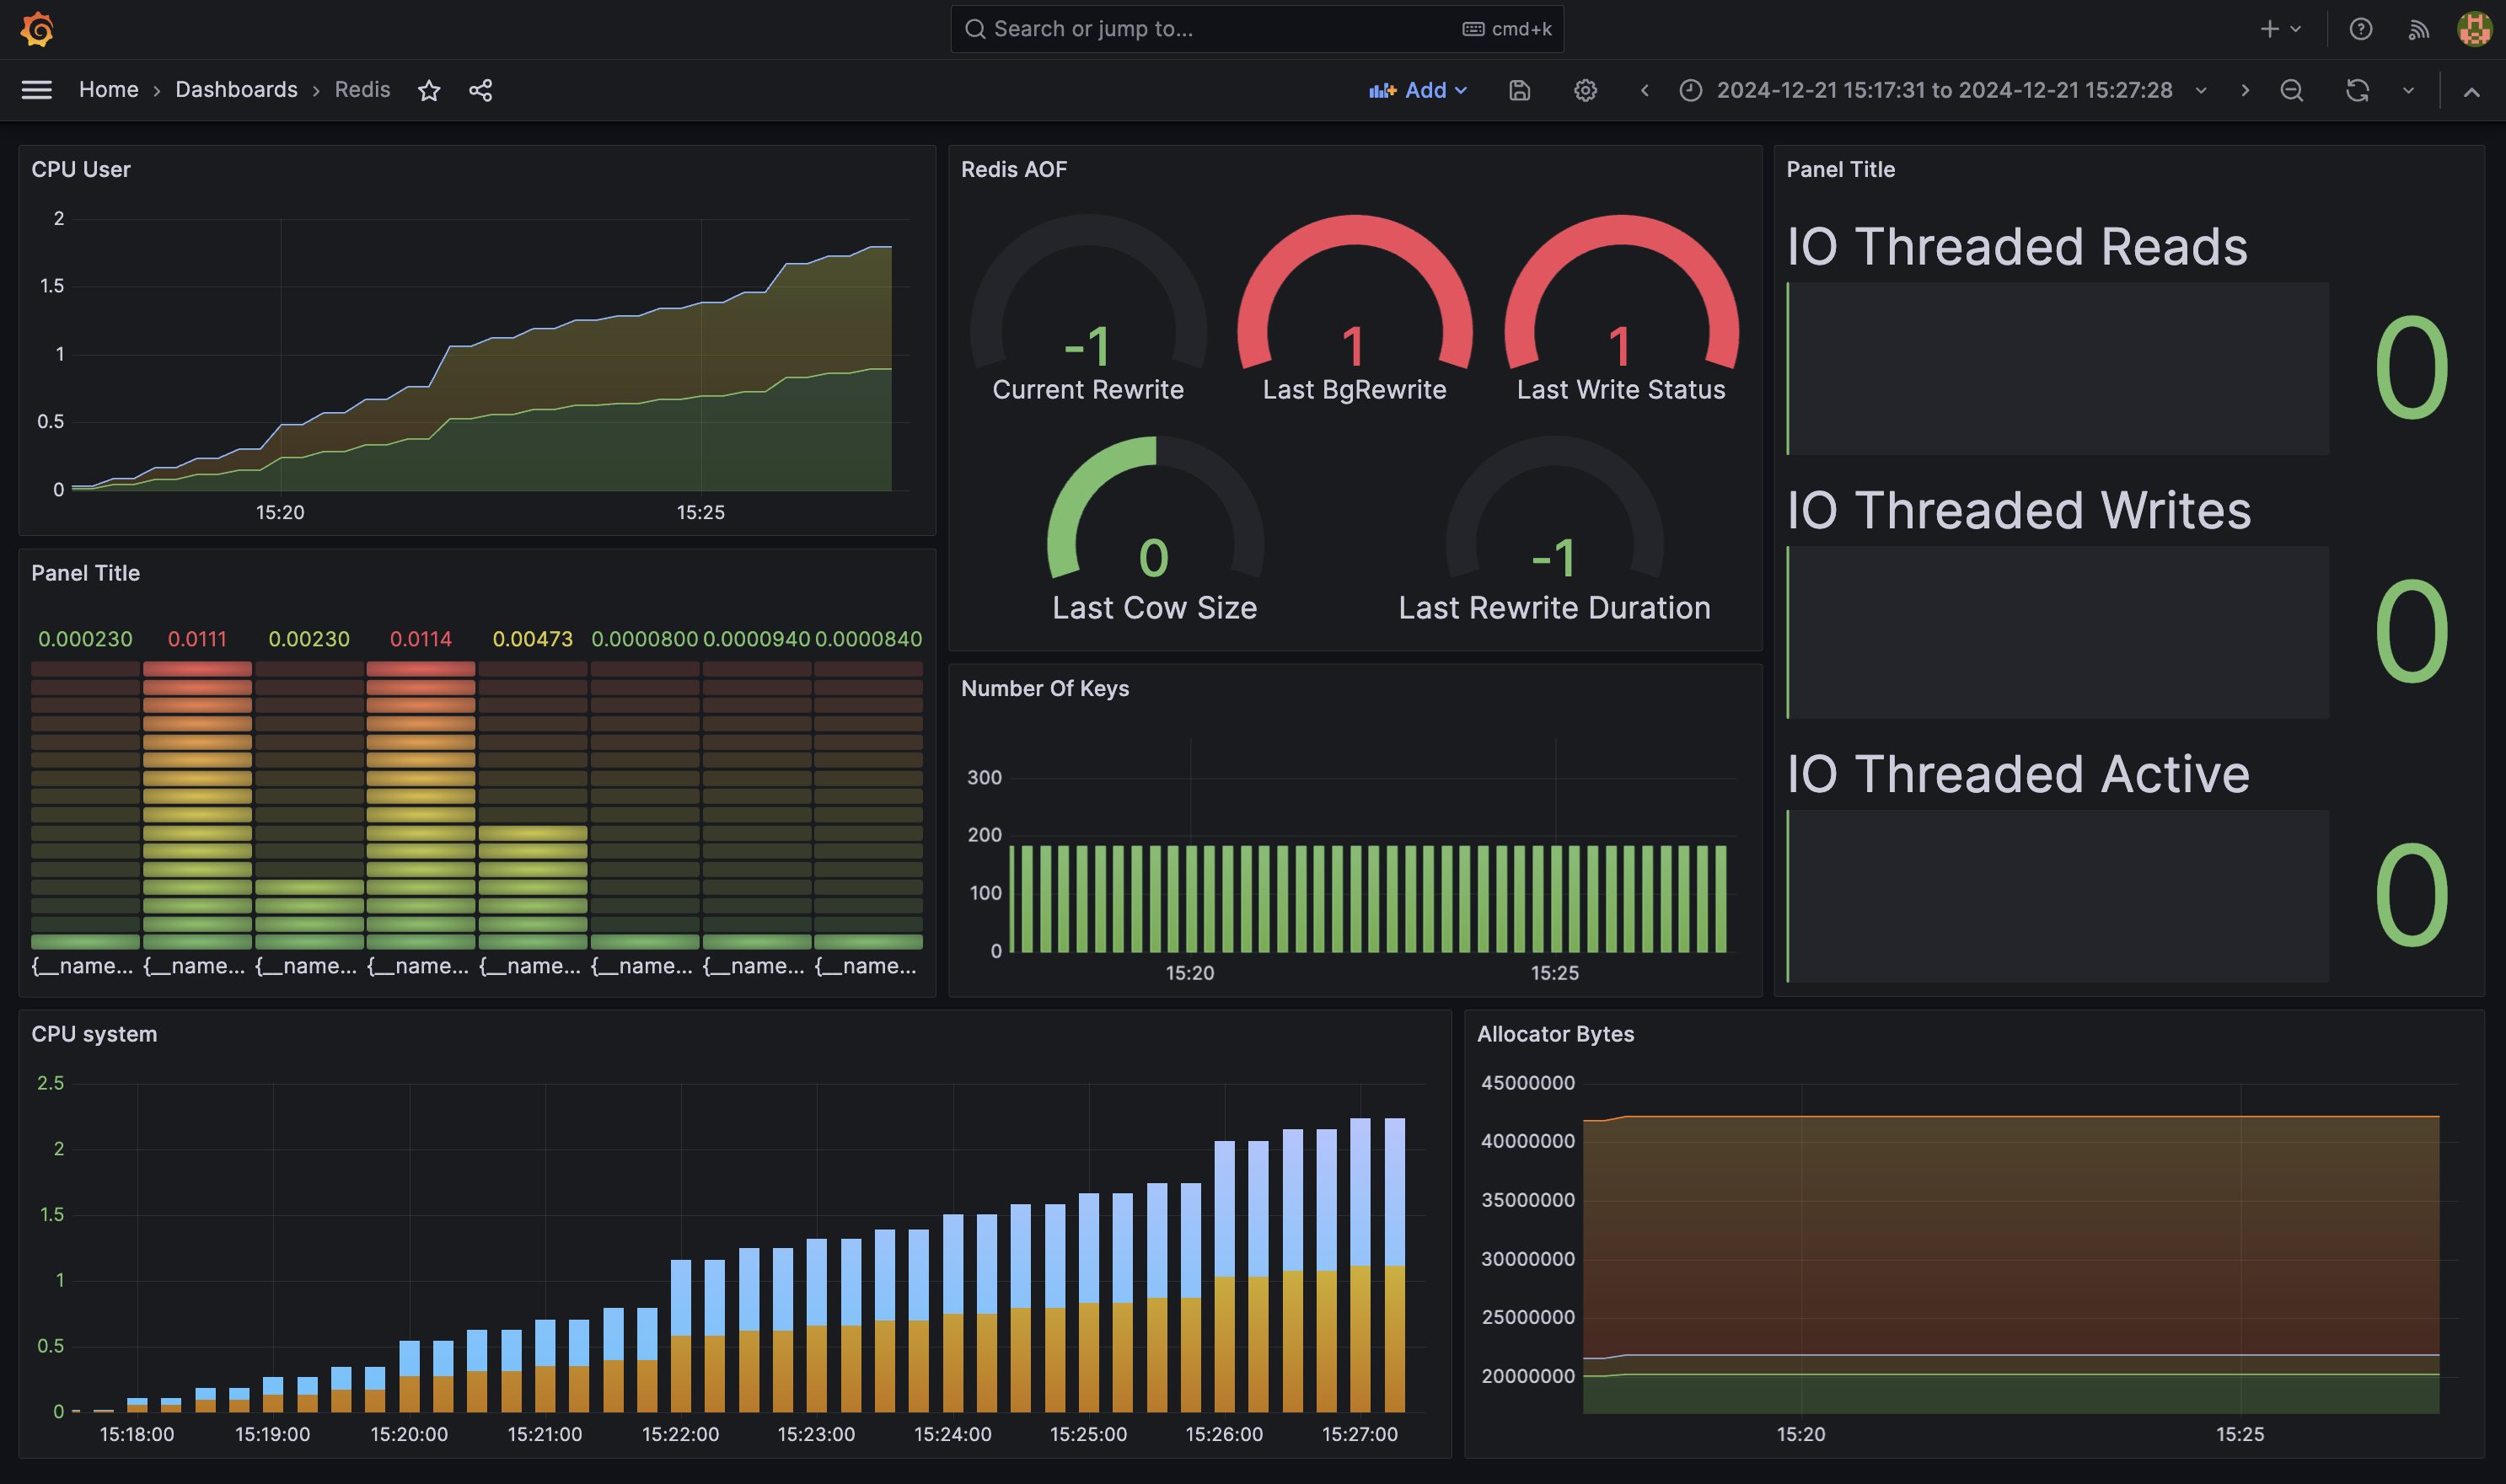 Search or jump to...
cmd+k
Home › Dashboards › Redis
Add
2024-12-21 15:17:31 to 2024-12-21 15:27:28
CPU User
2
1.5
1
0.5
0
15:20 15:25
Redis AOF
-1 1 1
Current Rewrite Last BgRewrite Last Write Status
0 -1
Last Cow Size Last Rewrite Duration
Panel Title
IO Threaded Reads
0
IO Threaded Writes
0
IO Threaded Active
0
Panel Title
0.000230 0.0111 0.00230 0.0114 0.00473 0.0000800 0.0000940 0.0000840
{__name... {__name... {__name... {__name... {__name... {__name... {__name... {__name...
Number Of Keys
300
200
100
0
15:20 15:25
CPU system
2.5
2
1.5
1
0.5
0
15:18:00 15:19:00 15:20:00 15:21:00 15:22:00 15:23:00 15:24:00 15:25:00 15:26:00 15:27:00
Allocator Bytes
45000000
40000000
35000000
30000000
25000000
20000000
15:20 15:25